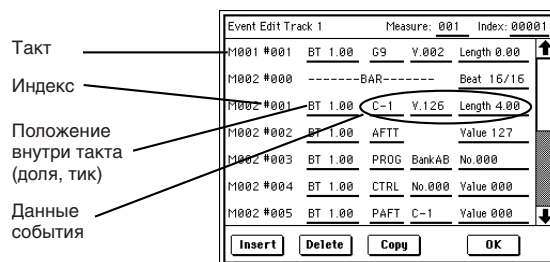 Event Edit Track 1 Measure: 001 Index: 00001
Такт
M001 #001 BT 1.00 G9 V.002 Length 0.00
M002 #000 -------BAR------- Beat 16/16
Индекс
M002 #001 BT 1.00 C-1 V.126 Length 4.00
Положение
внутри такта
(доля, тик)
M002 #002 BT 1.00 AFTT Value 127
M002 #003 BT 1.00 PROG BankAB No.000
M002 #004 BT 1.00 CTRL No.000 Value 000
Данные
события
M002 #005 BT 1.00 PAFT C-1 Value 000
Insert Delete Copy OK